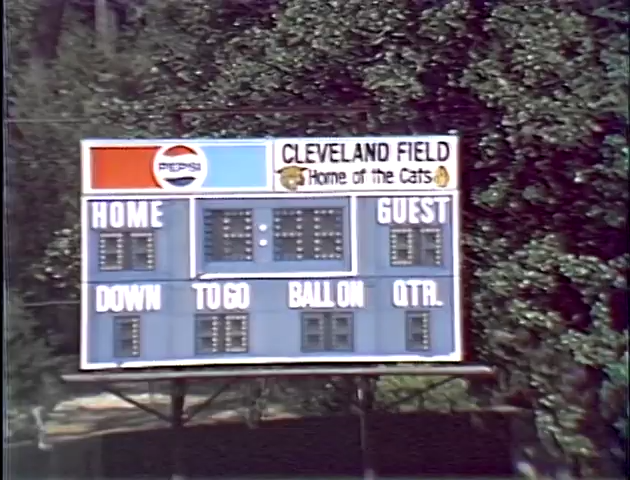 PEPSI
CLEVELAND FIELD
Home of the Cats
HOME
GUEST
DOWN TO GO BALL ON QTR.